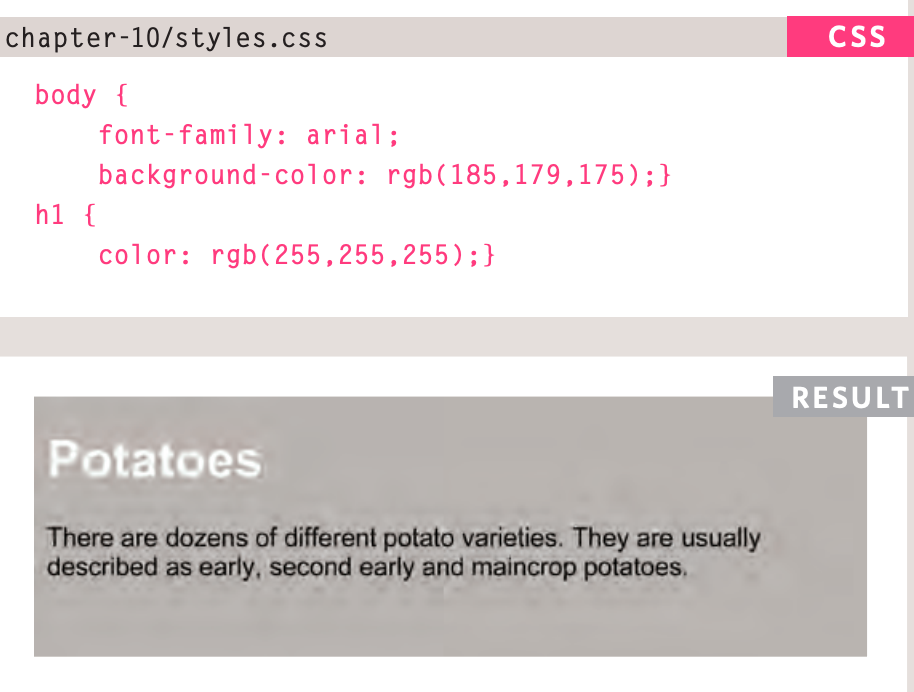 chapter-10/styles.css
CSS
body {
    font-family: arial;
    background-color: rgb(185,179,175);}
h1 {
    color: rgb(255,255,255);}
RESULT
Potatoes
There are dozens of different potato varieties. They are usually
described as early, second early and maincrop potatoes.